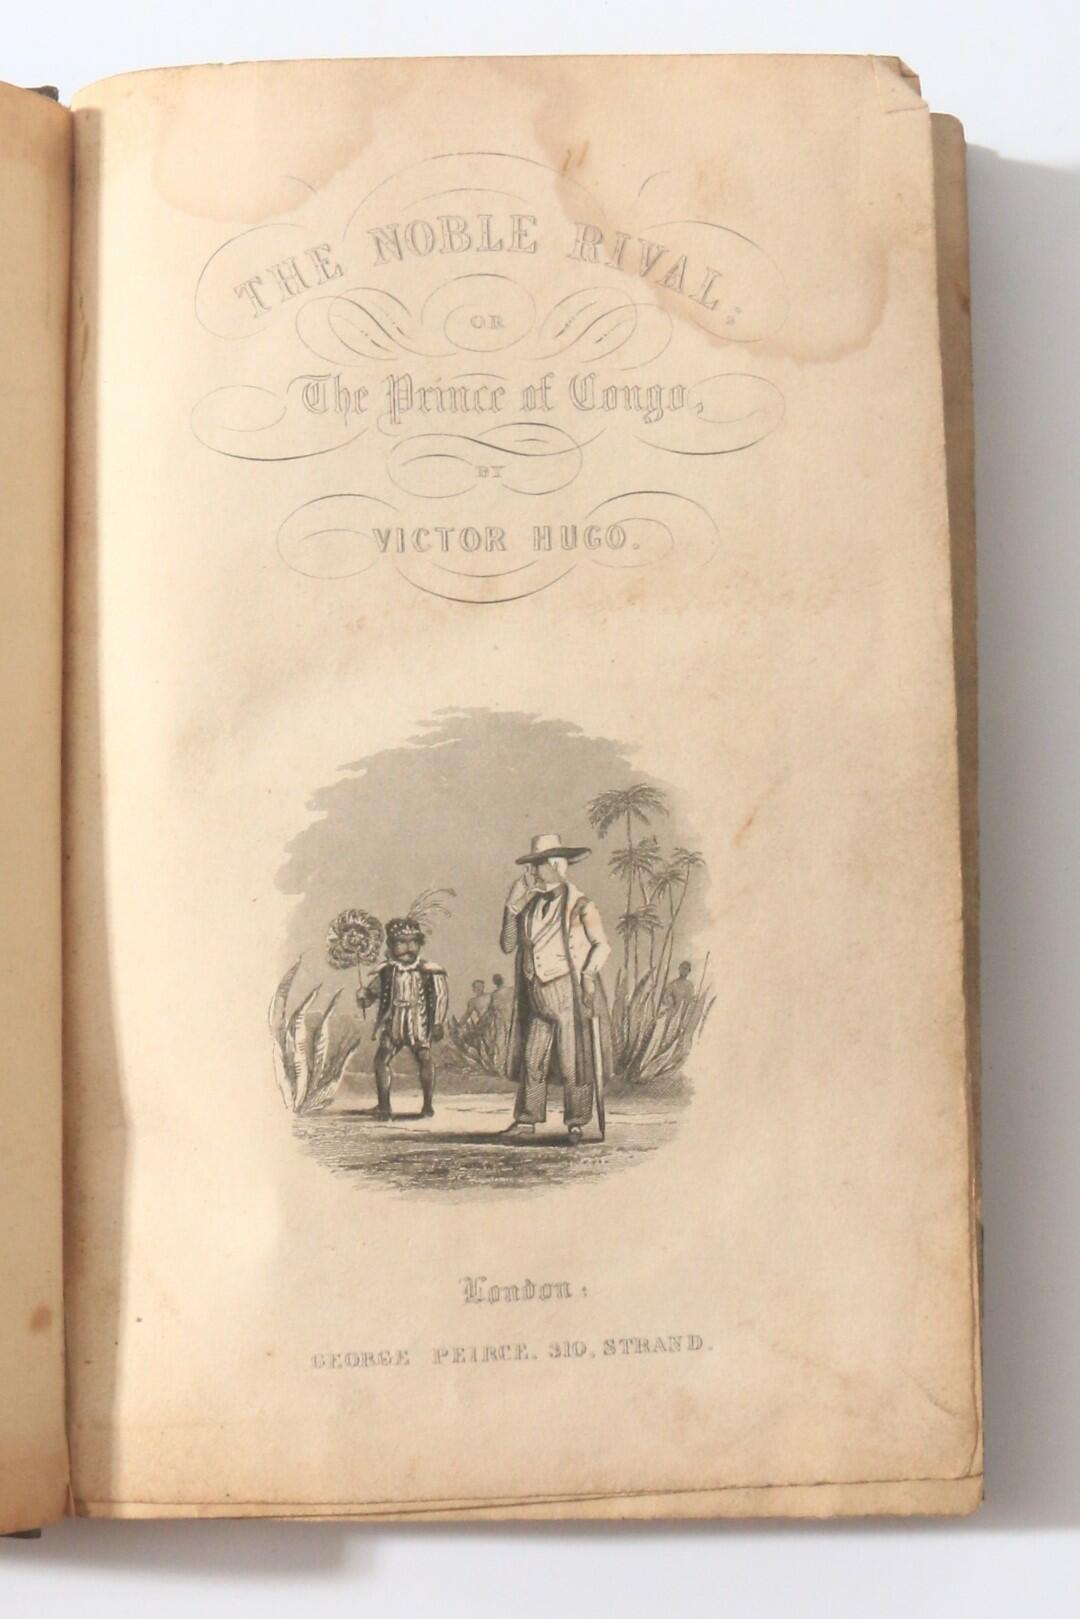 THE NOBLE RIVAL;
OR
The Prince of Congo,
BY
VICTOR HUGO.
London:
GEORGE PEIRCE. 310, STRAND.